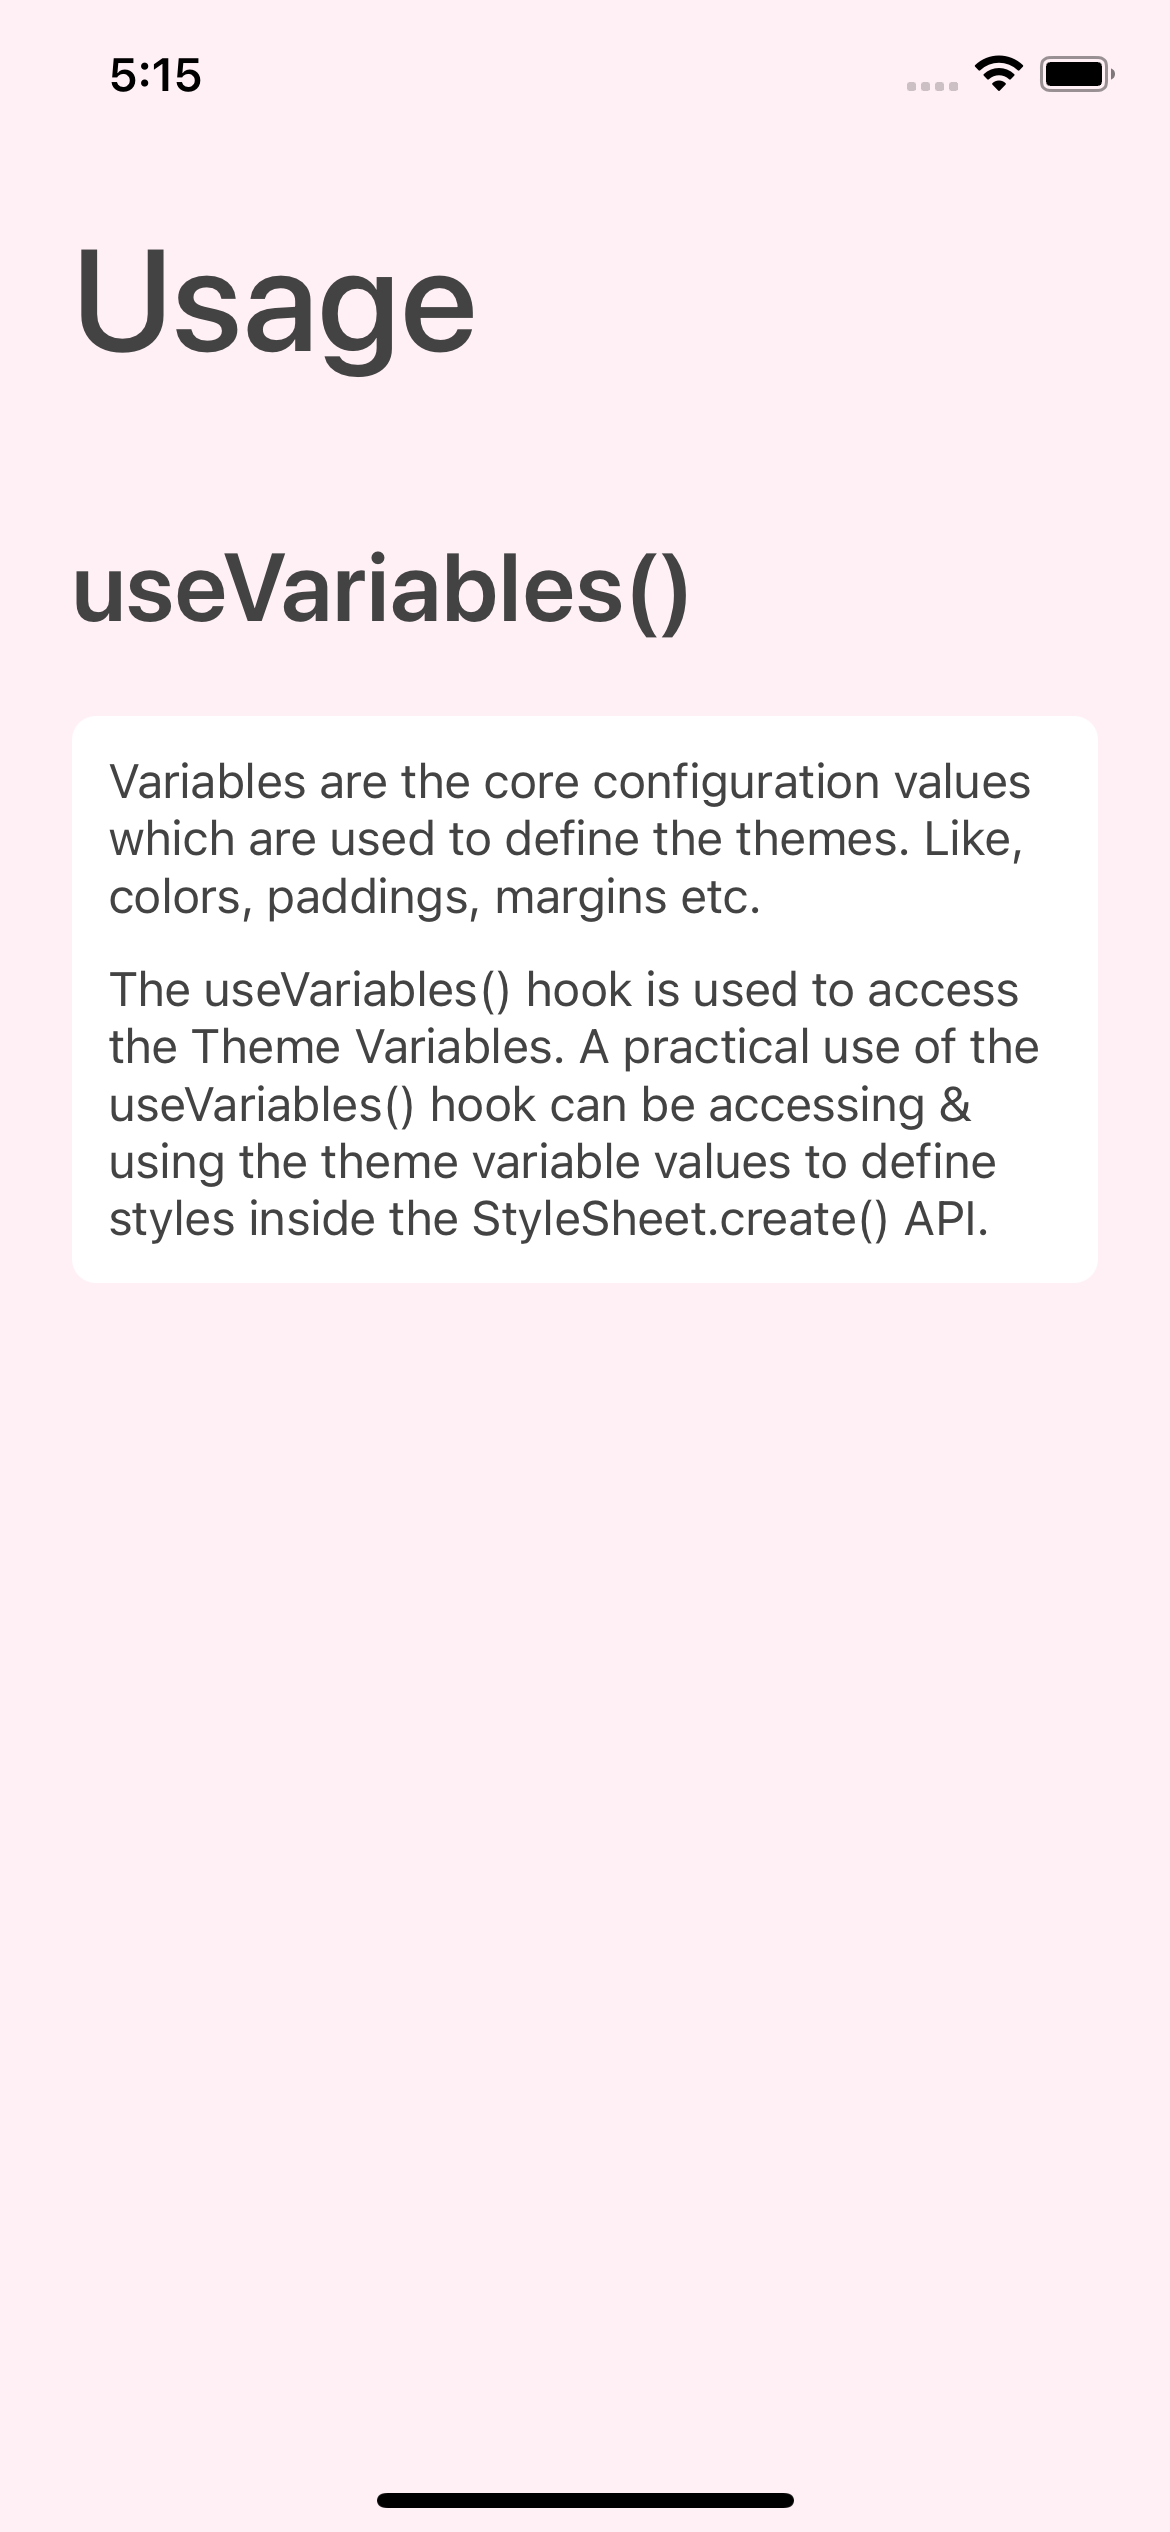 5:15
Usage
useVariables()
Variables are the core configuration values
which are used to define the themes. Like,
colors, paddings, margins etc.
The useVariables() hook is used to access
the Theme Variables. A practical use of the
useVariables() hook can be accessing &
using the theme variable values to define
styles inside the StyleSheet.create() API.